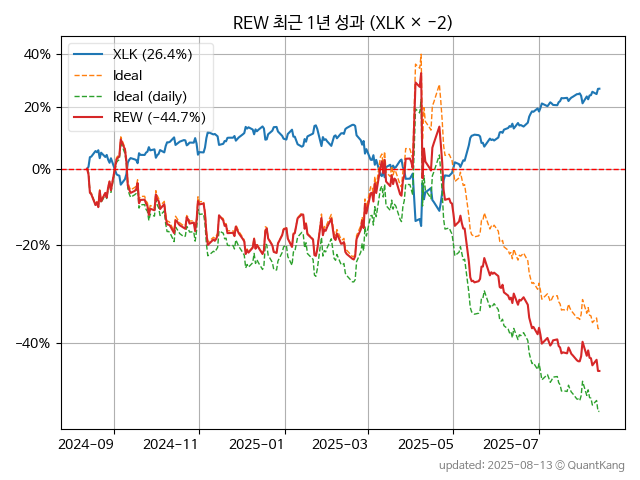 REW 최근 1년 성과 (XLK × -2)
XLK (26.4%)
Ideal
Ideal (daily)
REW (-44.7%)
40%
20%
0%
−20%
−40%
2024-09
2024-11
2025-01
2025-03
2025-05
2025-07
updated: 2025-08-13 © QuantKang